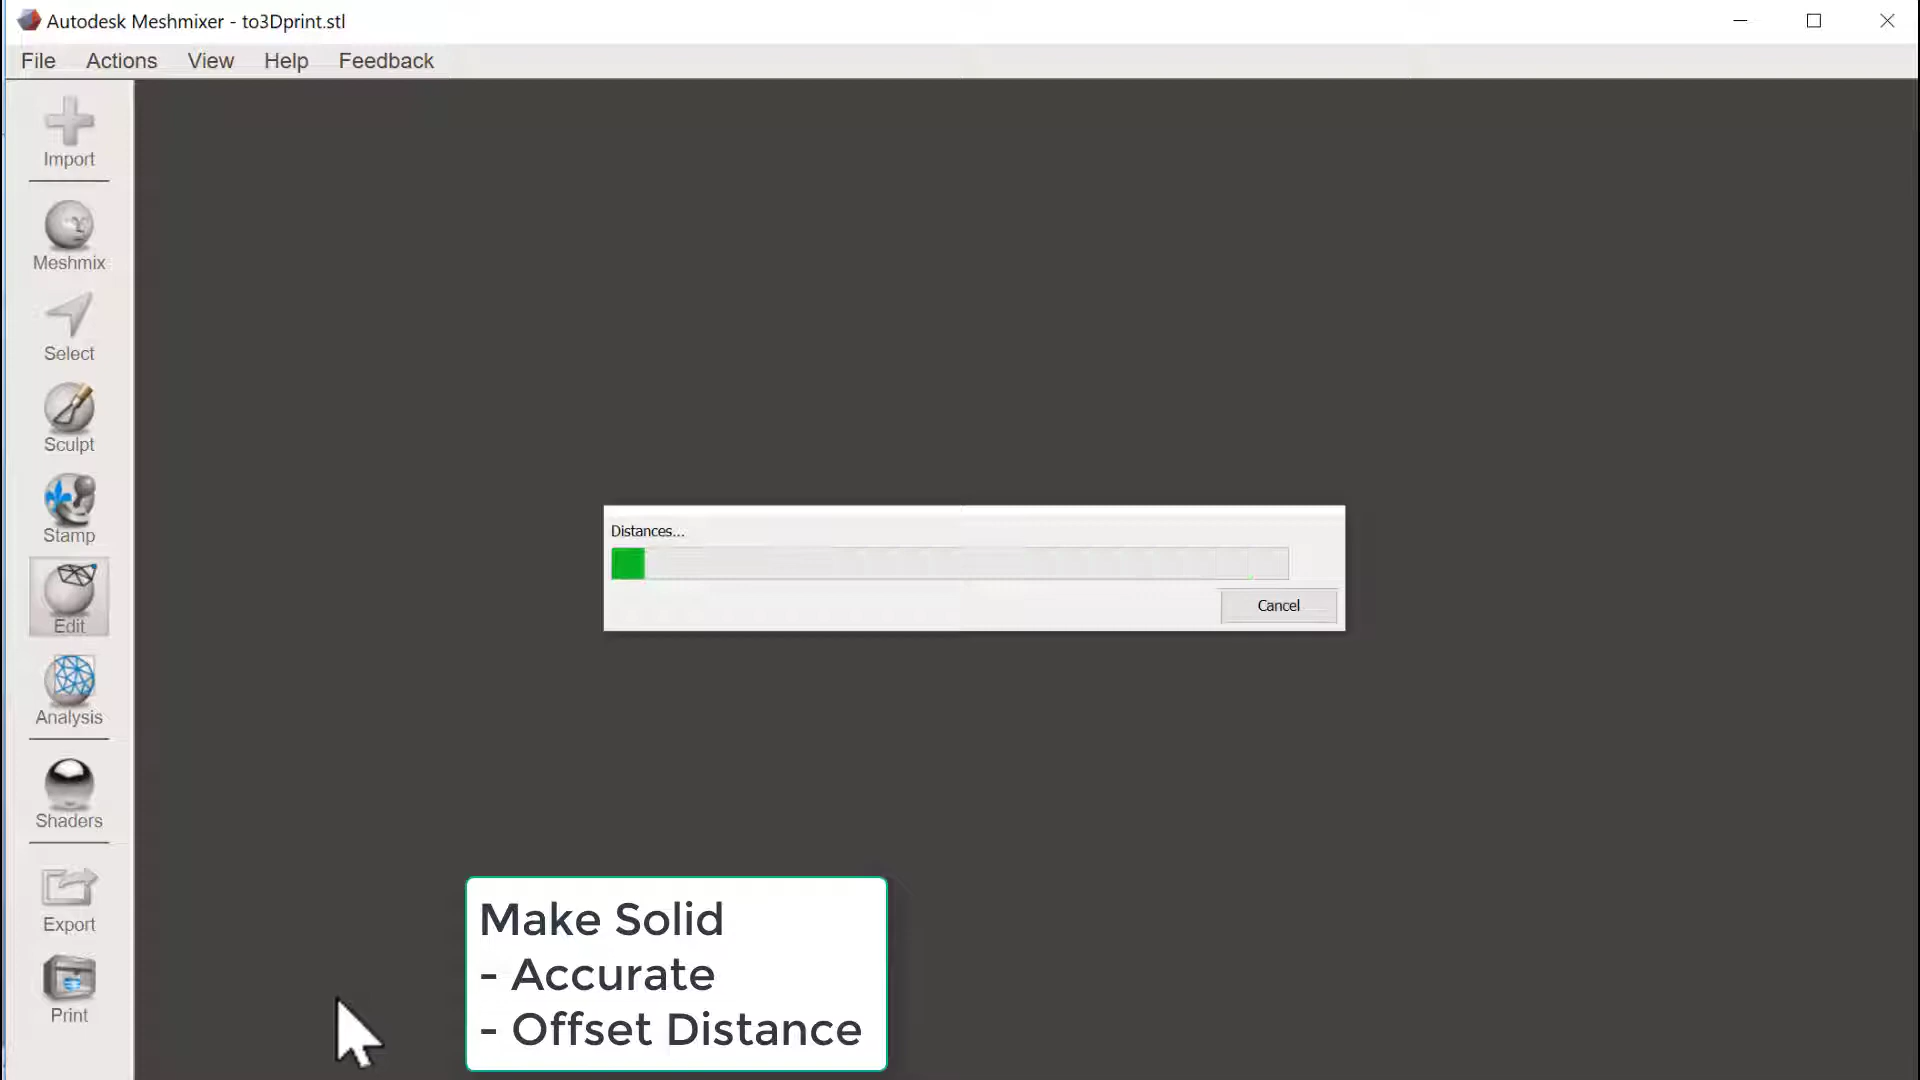 Autodesk Meshmixer - to3Dprint.stl
File Actions View Help Feedback
Import
Meshmix
Select
Sculpt
Stamp
Edit
Analysis
Shaders
Export
Print
Distances...
Cancel
Make Solid
- Accurate
- Offset Distance